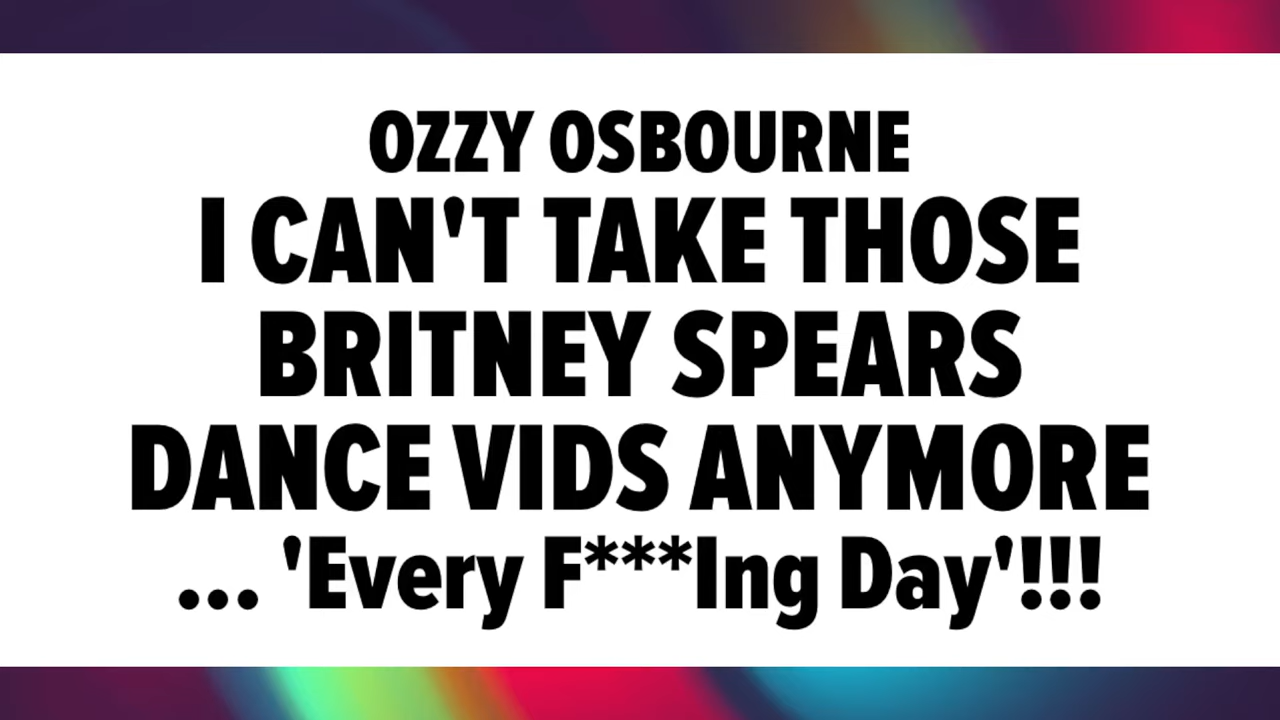 OZZY OSBOURNE
I CAN'T TAKE THOSE
BRITNEY SPEARS
DANCE VIDS ANYMORE
... 'Every F***Ing Day'!!!